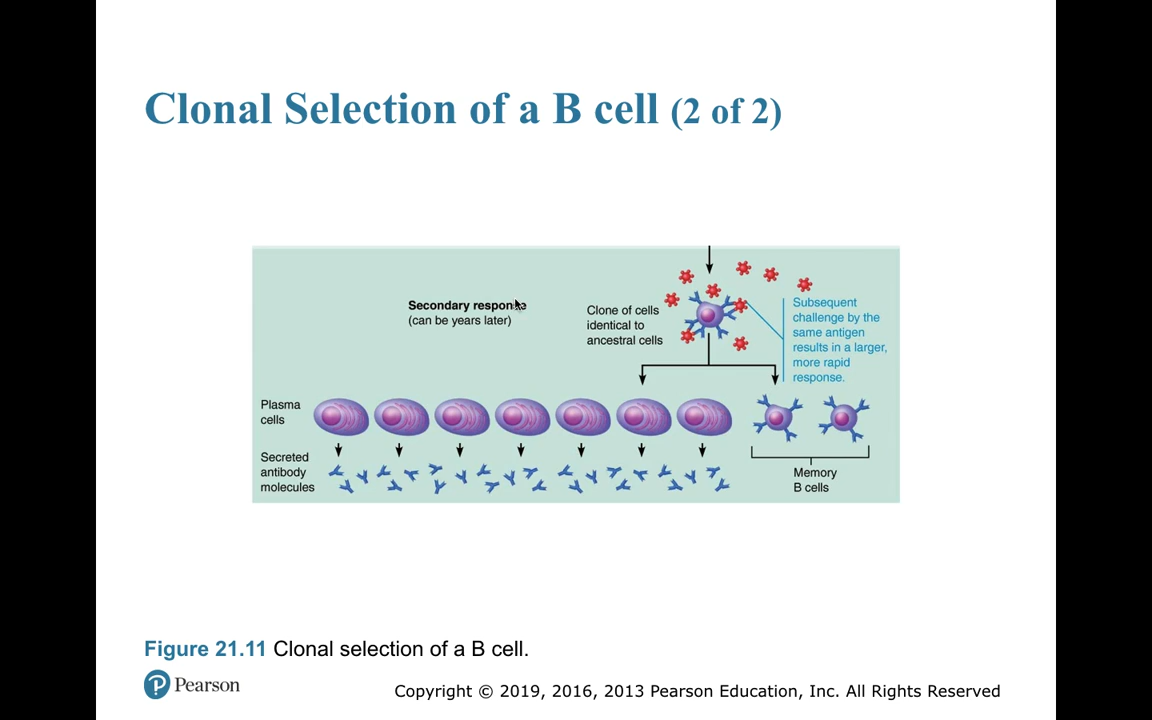 Clonal Selection of a B cell (2 of 2)
Secondary response
(can be years later)
Clone of cells
identical to
ancestral cells
Subsequent
challenge by the
same antigen
results in a larger,
more rapid
response.
Plasma
cells
Secreted
antibody
molecules
Memory
B cells
Figure 21.11 Clonal selection of a B cell.
P Pearson
Copyright © 2019, 2016, 2013 Pearson Education, Inc. All Rights Reserved